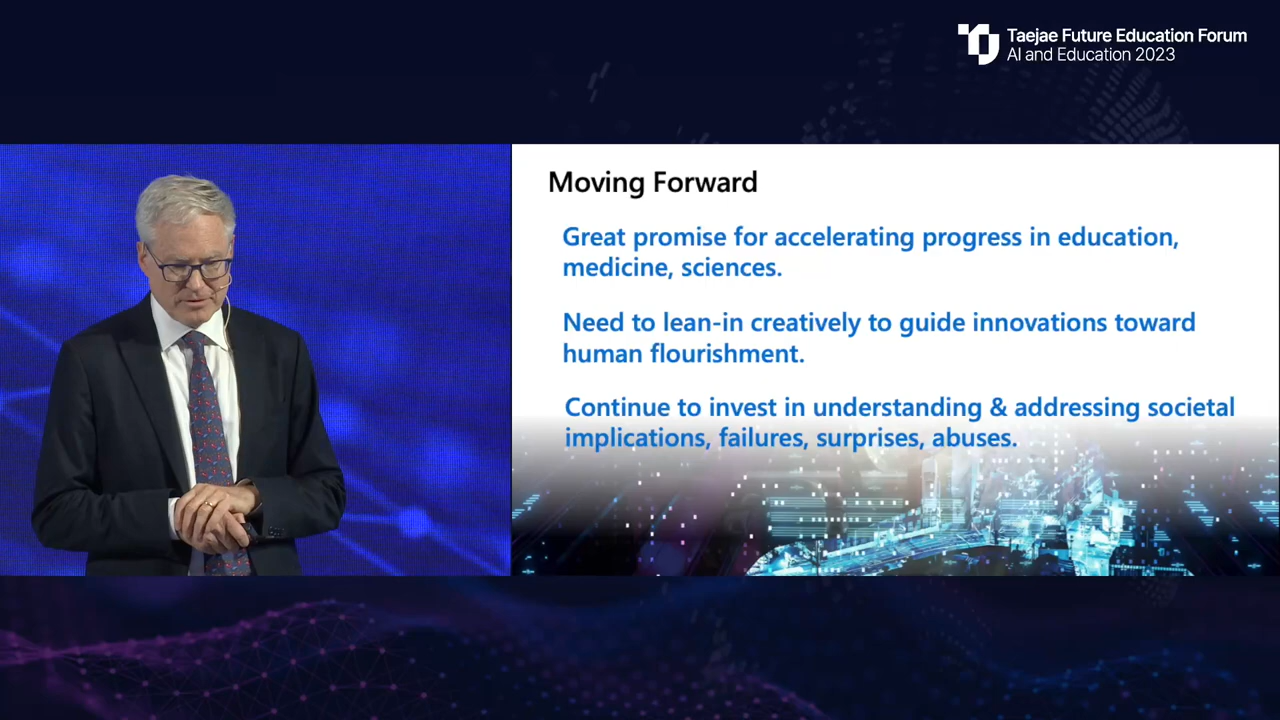 Taejae Future Education Forum
AI and Education 2023
Moving Forward
Great promise for accelerating progress in education,
medicine, sciences.
Need to lean-in creatively to guide innovations toward
human flourishment.
Continue to invest in understanding & addressing societal
implications, failures, surprises, abuses.